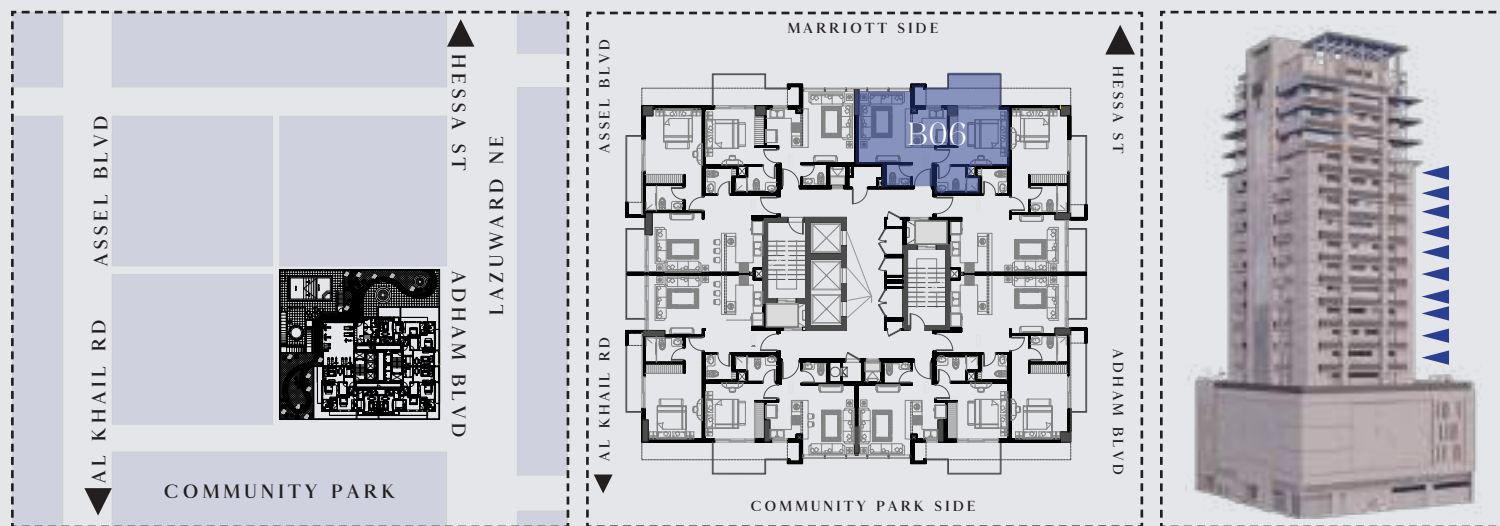 HESSA ST
ASSEL BLVD
LAZUWARD NE
ADHAM BLVD
AL KHAIL RD
COMMUNITY PARK
MARRIOTT SIDE
ASSEL BLVD
HESSA ST
B06
AL KHAIL RD
ADHAM BLVD
COMMUNITY PARK SIDE